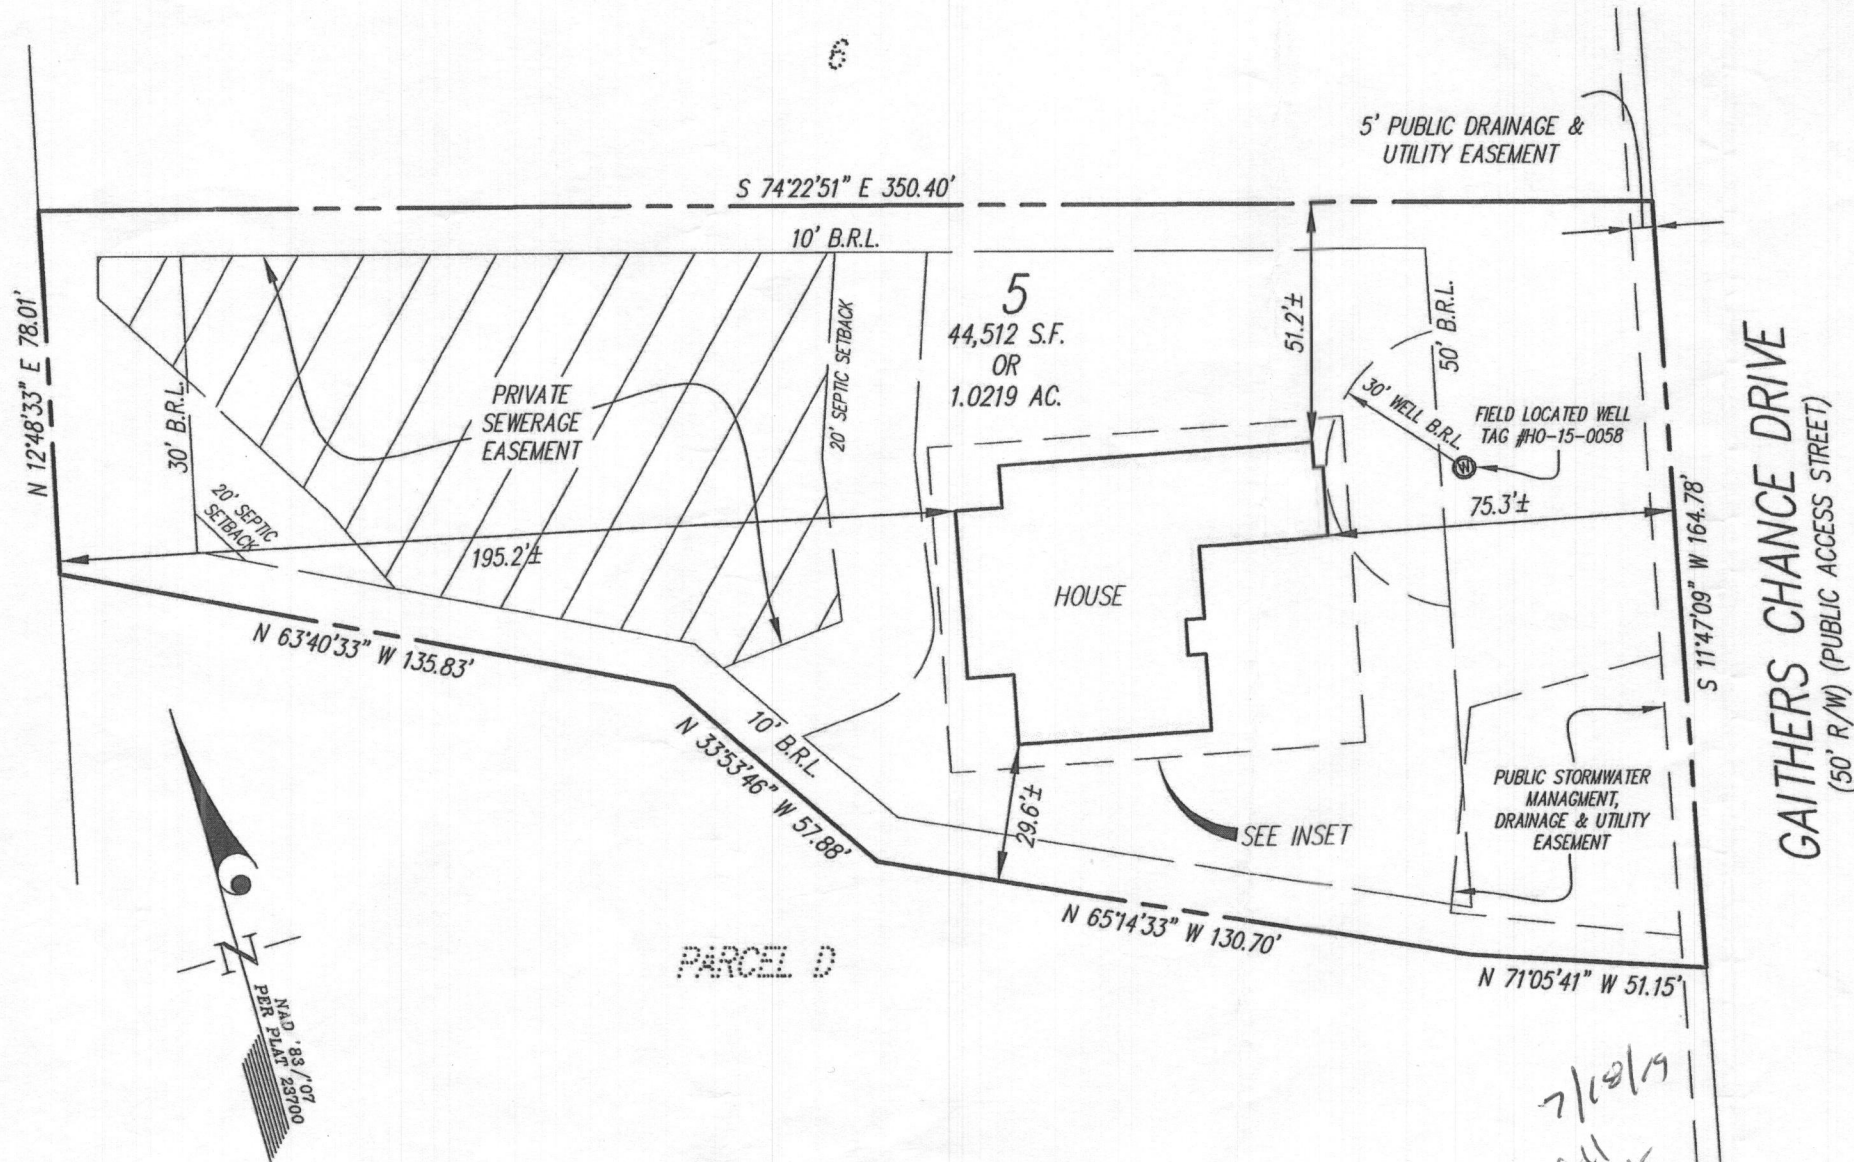 6
5' PUBLIC DRAINAGE &
UTILITY EASEMENT
S 74°22'51" E 350.40'
10' B.R.L.
5
44,512 S.F.
OR
1.0219 AC.
51.2'±
50' B.R.L.
20' SEPTIC SETBACK
N 12°48'33" E 78.01'
30' B.R.L.
PRIVATE
SEWERAGE
EASEMENT
30' WELL B.R.L.
FIELD LOCATED WELL
TAG #HO-15-0058
W
20' SEPTIC
SETBACK
195.2'±
75.3'±
HOUSE
S 11°47'09" W 164.78'
GAITHERS CHANCE DRIVE
(50' R/W) (PUBLIC ACCESS STREET)
N 63°40'33" W 135.83'
10' B.R.L.
N 33°53'46" W 57.88'
29.6'±
SEE INSET
PUBLIC STORMWATER
MANAGMENT,
DRAINAGE & UTILITY
EASEMENT
N 65°14'33" W 130.70'
N 71°05'41" W 51.15'
PARCEL D
N
NAD '83/'07
PER PLAT 23700
7/18/19